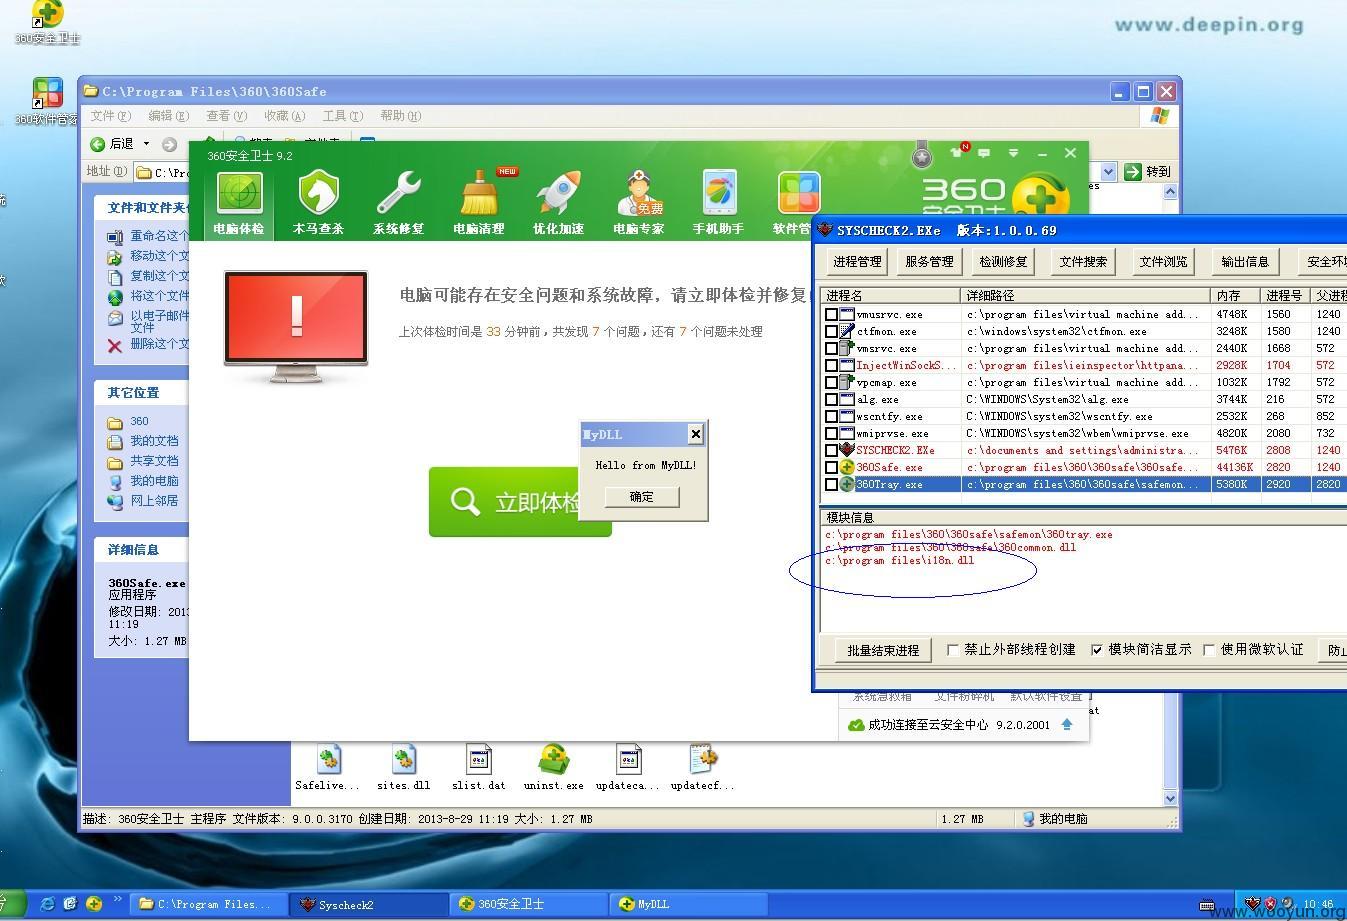 www.deepin.org
360安全卫士
360软件管家
C:\Program Files\360\360Safe
文件(F) 编辑(E) 查看(V) 收藏(A) 工具(T) 帮助(H)
后退
地址(D) C:\Pro 转到
文件和文件夹
重命名这个
移动这个文
复制这个文
将这个文件
以电子邮件
文件
删除这个文
其它位置
360
我的文档
共享文档
我的电脑
网上邻居
详细信息
360Safe.exe
应用程序
修改日期: 2013
11:19
大小: 1.27 MB
360安全卫士 9.2
NEW
N
免费
电脑体检 木马查杀 系统修复 电脑清理 优化加速 电脑专家 手机助手 软件管
360
安全卫士
电脑可能存在安全问题和系统故障，请立即体检并修复
上次体检时间是 33 分钟前，共发现 7 个问题，还有 7 个问题未处理
立即体检
MyDLL
Hello from MyDLL!
确定
系统急救箱 文件粉碎机 默认软件设置
成功连接至云安全中心 9.2.0.2001
SYSCHECK2.EXe 版本:1.0.0.69
进程管理 服务管理 检测修复 文件搜索 文件浏览 输出信息 安全环
进程名 详细路径 内存 进程号 父进
vmusrvc.exe c:\program files\virtual machine add... 4748K 1560 1240
ctfmon.exe c:\windows\system32\ctfmon.exe 3248K 1580 1240
vmsrvc.exe c:\program files\virtual machine add... 2440K 1668 572
InjectWinSockS... c:\program files\ieinspector\httpana... 2928K 1704 572
vpcmap.exe c:\program files\virtual machine add... 1032K 1792 572
alg.exe C:\WINDOWS\System32\alg.exe 3744K 216 572
wscntfy.exe C:\WINDOWS\system32\wscntfy.exe 2532K 268 852
wmiprvse.exe C:\WINDOWS\system32\wbem\wmiprvse.exe 4820K 2080 732
SYSCHECK2.EXe c:\documents and settings\administra... 5476K 2808 1240
360Safe.exe c:\program files\360\360safe\360safe... 44136K 2820 1240
360Tray.exe c:\program files\360\360safe\safemon... 5380K 2920 2820
模块信息
c:\program files\360\360safe\safemon\360tray.exe
c:\program files\360\360safe\360common.dll
c:\program files\i18n.dll
批量结束进程 禁止外部线程创建 模块简洁显示 使用微软认证 防止
Safelive... sites.dll slist.dat uninst.exe updateca... updatecf...
描述: 360安全卫士 主程序 文件版本: 9.0.0.3170 创建日期: 2013-8-29 11:19 大小: 1.27 MB 1.27 MB 我的电脑
C:\Program Files... Syscheck2 360安全卫士 MyDLL 10:46
www.wooyun.org